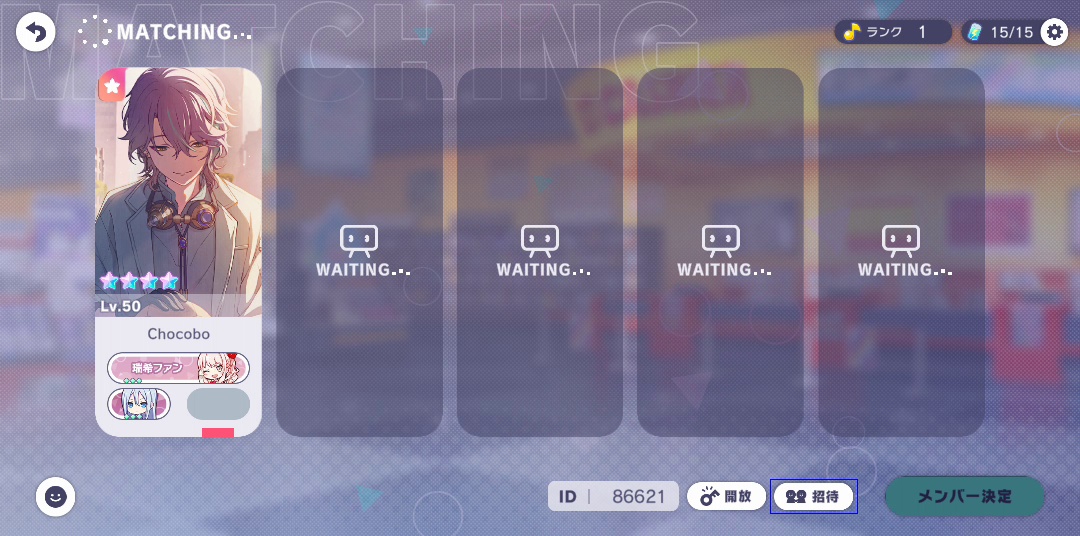 MATCHING
MATCHING...
ランク 1
15/15
Lv.50
Chocobo
瑞希ファン
WAITING...
WAITING...
WAITING...
WAITING...
ID 86621
開放
招待
メンバー決定